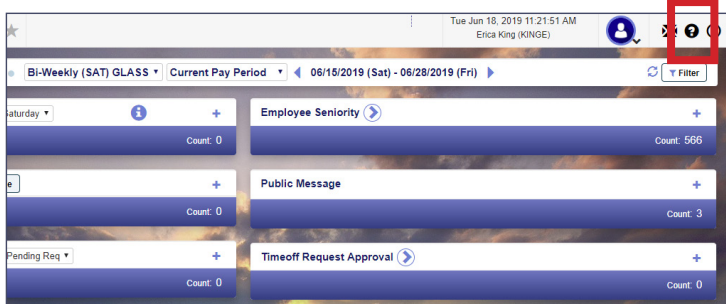 Tue Jun 18, 2019 11:21:51 AM
Erica King (KINGE)
Bi-Weekly (SAT) GLASS Current Pay Period 06/15/2019 (Sat) - 06/28/2019 (Fri) Filter
Saturday
Count: 0
Employee Seniority
Count: 566
Count: 0
Public Message
Count: 3
Pending Req
Count: 0
Timeoff Request Approval
Count: 0